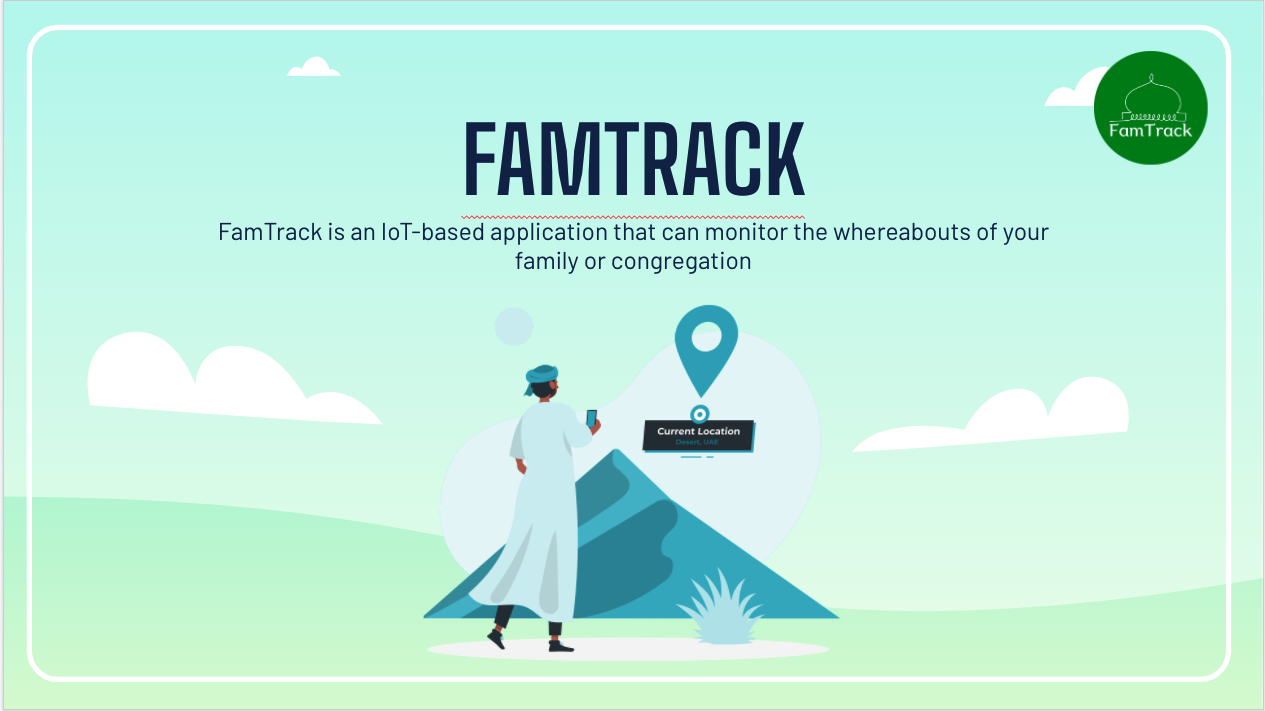 FamTrack
FAMTRACK
FamTrack is an IoT-based application that can monitor the whereabouts of your
family or congregation
Current Location
Desert, UAE